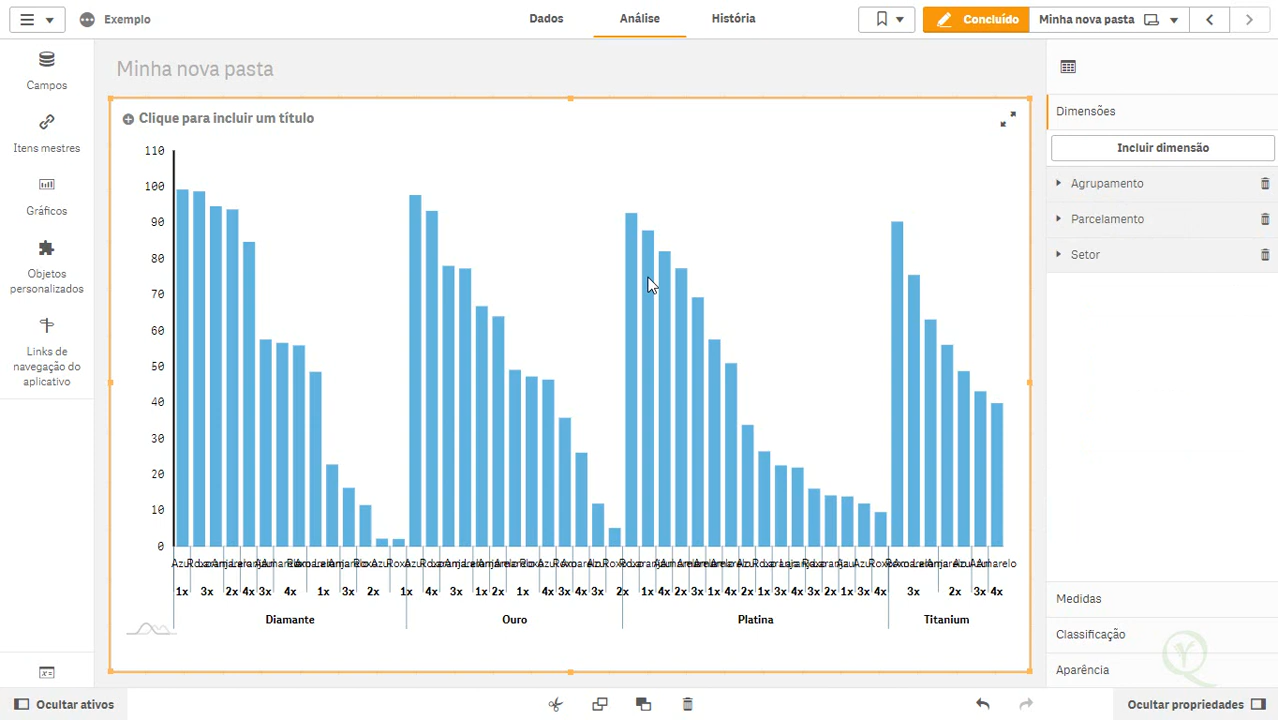 Exemplo
Dados
Análise
História
Concluído
Minha nova pasta
Campos
Itens mestres
Gráficos
Objetos
personalizados
Links de
navegação do
aplicativo
Minha nova pasta
Clique para incluir um título
110
100
90
80
70
60
50
40
30
20
10
0
1x 3x 2x 4x 3x 4x 1x 3x 2x 1x 4x 3x 1x 2x 1x 4x 3x 4x 3x 2x 1x 4x 2x 3x 1x 4x 2x 1x 3x 4x 3x 2x 1x 2x 3x 4x 3x 2x 3x 4x
Diamante Ouro Platina Titanium
Dimensões
Incluir dimensão
Agrupamento
Parcelamento
Setor
Medidas
Classificação
Aparência
Ocultar ativos
Ocultar propriedades